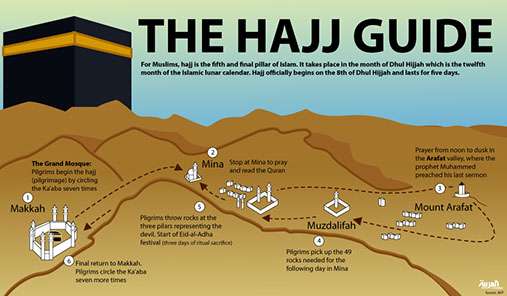 THE HAJJ GUIDE
For Muslims, hajj is the fifth and final pillar of Islam. It takes place in the month of Dhul Hijjah which is the twelfth
month of the Islamic lunar calendar. Hajj officially begins on the 8th of Dhul Hijjah and lasts for five days.
The Grand Mosque:
Pilgrims begin the hajj
(pilgrimage) by circling
the Ka'aba seven times
1
Makkah
2
Mina
Stop at Mina to pray
and read the Quran
Prayer from noon to dusk in
the Arafat valley, where the
prophet Muhammed
preached his last sermon
3
Mount Arafat
Muzdalifah
4
Pilgrims pick up the 49
rocks needed for the
following day in Mina
5
Pilgrims throw rocks at the
three pilars representing the
devil. Start of Eid-al-Adha
festival (three days of ritual sacrifice)
6
Final return to Makkah.
Pilgrims circle the Ka'aba
seven more times
العربية